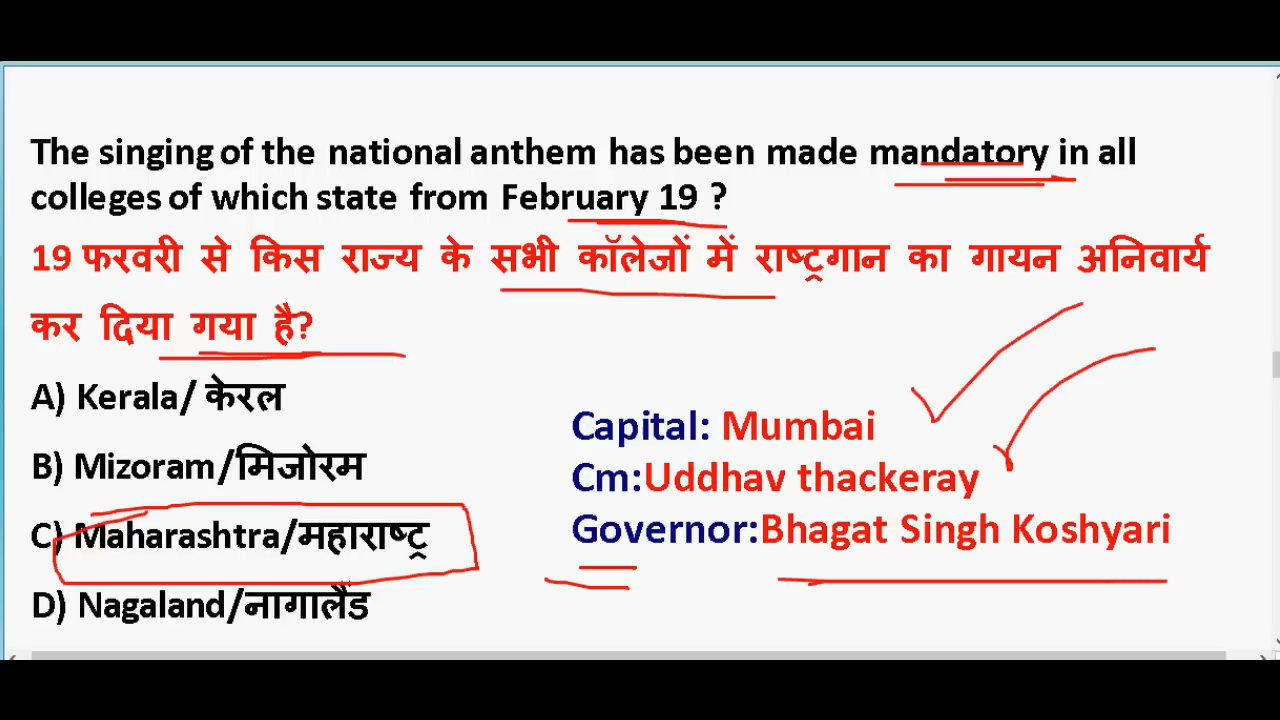 The singing of the national anthem has been made mandatory in all
colleges of which state from February 19 ?
19 फरवरी से किस राज्य के सभी कॉलेजों में राष्ट्रगान का गायन अनिवार्य
कर दिया गया है?
A) Kerala/ केरल
B) Mizoram/मिजोरम
C) Maharashtra/महाराष्ट्र
D) Nagaland/नागालैंड
Capital: Mumbai
Cm:Uddhav thackeray
Governor:Bhagat Singh Koshyari